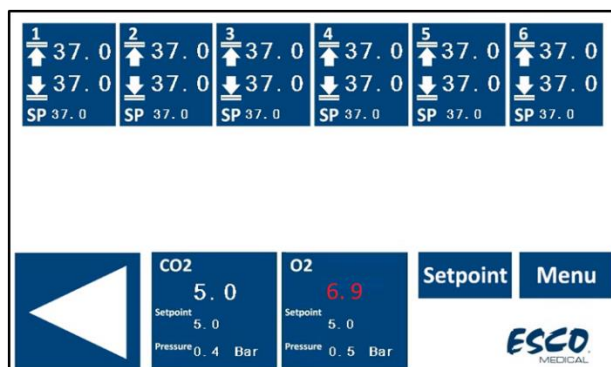 1 2 3 4 5 6
37.0 37.0 37.0 37.0 37.0 37.0
37.0 37.0 37.0 37.0 37.0 37.0
SP 37.0 SP 37.0 SP 37.0 SP 37.0 SP 37.0 SP 37.0
CO2
5.0
Setpoint
5.0
Pressure 0.4 Bar
O2
6.9
Setpoint
5.0
Pressure 0.5 Bar
Setpoint
Menu
ESCO
MEDICAL